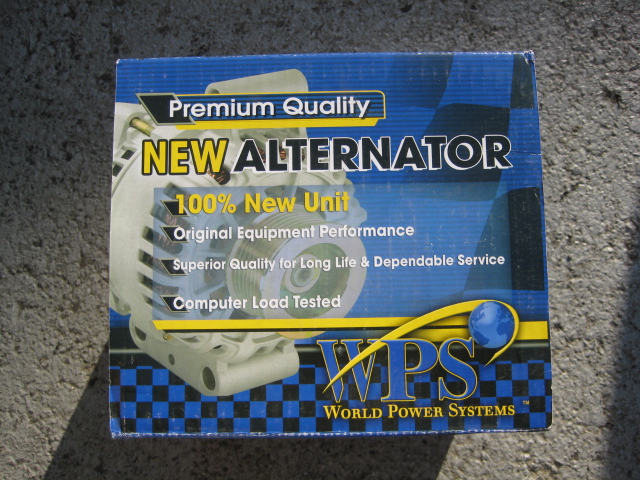 Premium Quality
NEW ALTERNATOR
100% New Unit
Original Equipment Performance
Superior Quality for Long Life & Dependable Service
Computer Load Tested
WPS
WORLD POWER SYSTEMS ™